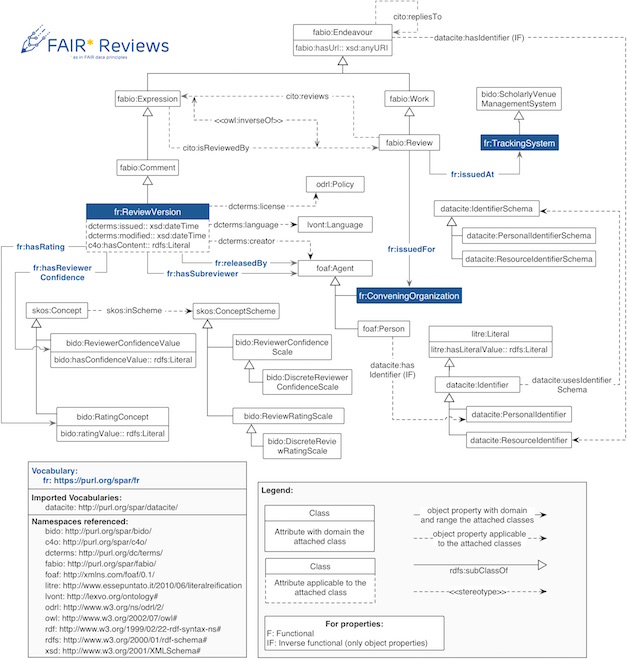 FAIR* Reviews
as in FAIR data principles
cito:repliesTo
fabio:Endeavour
fabio:hasUrl:: xsd:anyURI
datacite:hasIdentifier (IF)
fabio:Expression
cito:reviews
fabio:Work
bido:ScholarlyVenue
ManagementSystem
<<owl:inverseOf>>
fabio:Review
fr:TrackingSystem
cito:isReviewedBy
fabio:Comment
fr:issuedAt
odrl:Policy
dcterms:license
fr:ReviewVersion
dcterms:issued:: xsd:dateTime
dcterms:modified:: xsd:dateTime
c4o:hasContent:: rdfs:Literal
dcterms:language
lvont:Language
dcterms:creator
datacite:IdentifierSchema
datacite:PersonalIdentifierSchema
datacite:ResourceIdentifierSchema
fr:hasRating
fr:hasReviewer
Confidence
fr:releasedBy
fr:hasSubreviewer
foaf:Agent
fr:issuedFor
fr:ConveningOrganization
skos:Concept
skos:inScheme
skos:ConceptScheme
foaf:Person
litre:Literal
litre:hasLiteralValue:: rdfs:Literal
bido:ReviewerConfidenceValue
bido:hasConfidenceValue:: rdfs:Literal
bido:ReviewerConfidence
Scale
bido:DiscreteReviewer
ConfidenceScale
datacite:has
Identifier (IF)
datacite:Identifier
datacite:usesIdentifier
Schema
bido:RatingConcept
bido:ratingValue:: rdfs:Literal
bido:ReviewRatingScale
bido:DiscreteRevie
wRatingScale
datacite:PersonalIdentifier
datacite:ResourceIdentifier
Vocabulary:
fr: https://purl.org/spar/fr
Imported Vocabularies:
datacite: http://purl.org/spar/datacite/
Namespaces referenced:
bido: http://purl.org/spar/bido/
c4o: http://purl.org/spar/c4o/
dcterms: http://purl.org/dc/terms/
fabio: http://purl.org/spar/fabio/
foaf: http://xmlns.com/foaf/0.1/
litre: http://www.essepuntato.it/2010/06/literalreification
lvont: http://lexvo.org/ontology#
odrl: http://www.w3.org/ns/odrl/2/
owl: http://www.w3.org/2002/07/owl#
rdf: http://www.w3.org/1999/02/22-rdf-syntax-ns#
rdfs: http://www.w3.org/2000/01/rdf-schema#
xsd: http://www.w3.org/2001/XMLSchema#
Legend:
Class
Attribute with domain the
attached class
Class
Attribute applicable to the
attached class
object property with domain
and range the attached classes
object property applicable
to the attached classes
rdfs:subClassOf
<<stereotype>>
For properties:
F: Functional
IF: Inverse functional (only object properties)